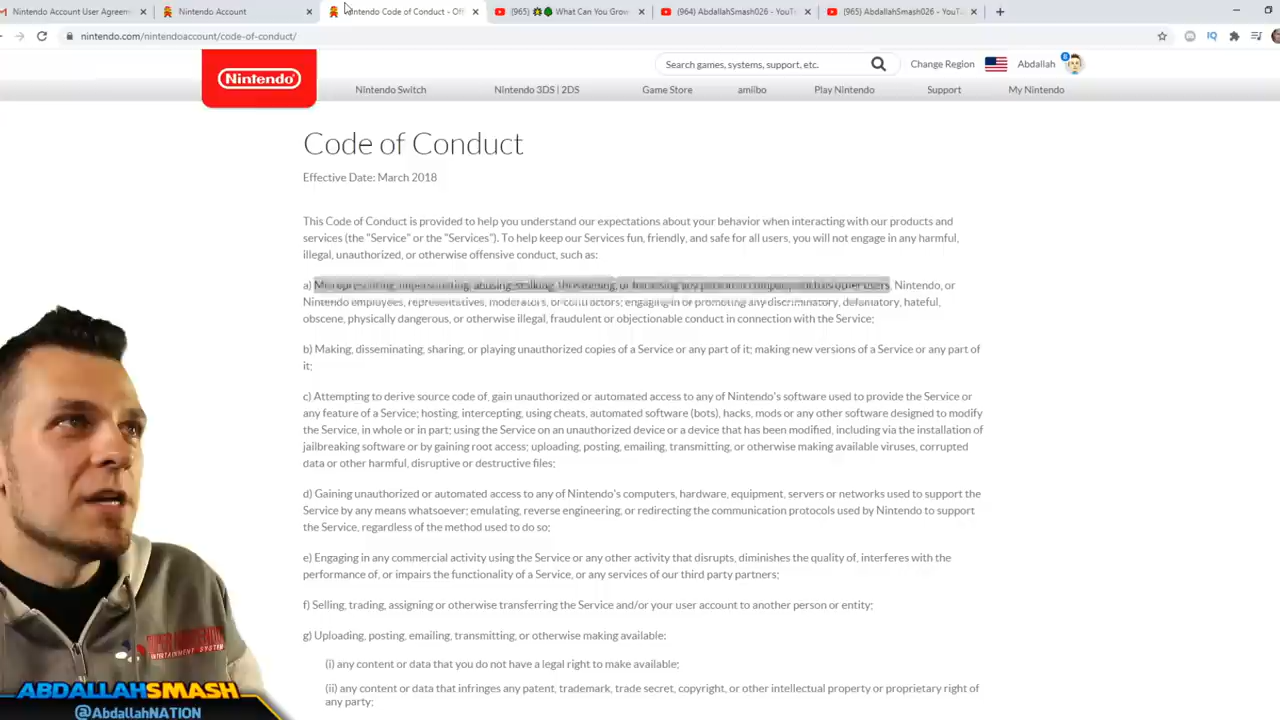 Nintendo Account User Agreem
Nintendo Account
Nintendo Code of Conduct - Off
(965) What Can You Grow
(964) AbdallahSmash026 - YouTu
(965) AbdallahSmash026 - YouTu
nintendo.com/nintendoaccount/code-of-conduct/
IQ
Nintendo
Search games, systems, support, etc.
Change Region
Abdallah
Nintendo Switch
Nintendo 3DS | 2DS
Game Store
amiibo
Play Nintendo
Support
My Nintendo
Code of Conduct
Effective Date: March 2018
This Code of Conduct is provided to help you understand our expectations about your behavior when interacting with our products and
services (the "Service" or the "Services"). To help keep our Services fun, friendly, and safe for all users, you will not engage in any harmful,
illegal, unauthorized, or otherwise offensive conduct, such as:
a) Misrepresenting, impersonating, abusing, stalking, threatening, or harassing any person or company, such as other users, Nintendo, or
Nintendo employees, representatives, moderators, or contractors; engaging in or promoting any discriminatory, defamatory, hateful,
obscene, physically dangerous, or otherwise illegal, fraudulent or objectionable conduct in connection with the Service;
b) Making, disseminating, sharing, or playing unauthorized copies of a Service or any part of it; making new versions of a Service or any part of
it;
c) Attempting to derive source code of, gain unauthorized or automated access to any of Nintendo's software used to provide the Service or
any feature of a Service; hosting, intercepting, using cheats, automated software (bots), hacks, mods or any other software designed to modify
the Service, in whole or in part; using the Service on an unauthorized device or a device that has been modified, including via the installation of
jailbreaking software or by gaining root access; uploading, posting, emailing, transmitting, or otherwise making available viruses, corrupted
data or other harmful, disruptive or destructive files;
d) Gaining unauthorized or automated access to any of Nintendo's computers, hardware, equipment, servers or networks used to support the
Service by any means whatsoever; emulating, reverse engineering, or redirecting the communication protocols used by Nintendo to support
the Service, regardless of the method used to do so;
e) Engaging in any commercial activity using the Service or any other activity that disrupts, diminishes the quality of, interferes with the
performance of, or impairs the functionality of a Service, or any services of our third party partners;
f) Selling, trading, assigning or otherwise transferring the Service and/or your user account to another person or entity;
g) Uploading, posting, emailing, transmitting, or otherwise making available:
(i) any content or data that you do not have a legal right to make available;
(ii) any content or data that infringes any patent, trademark, trade secret, copyright, or other intellectual property or proprietary right of
any party;
ENTERTAINMENT SYSTEM
ABDALLAHSMASH
@AbdallahNATION